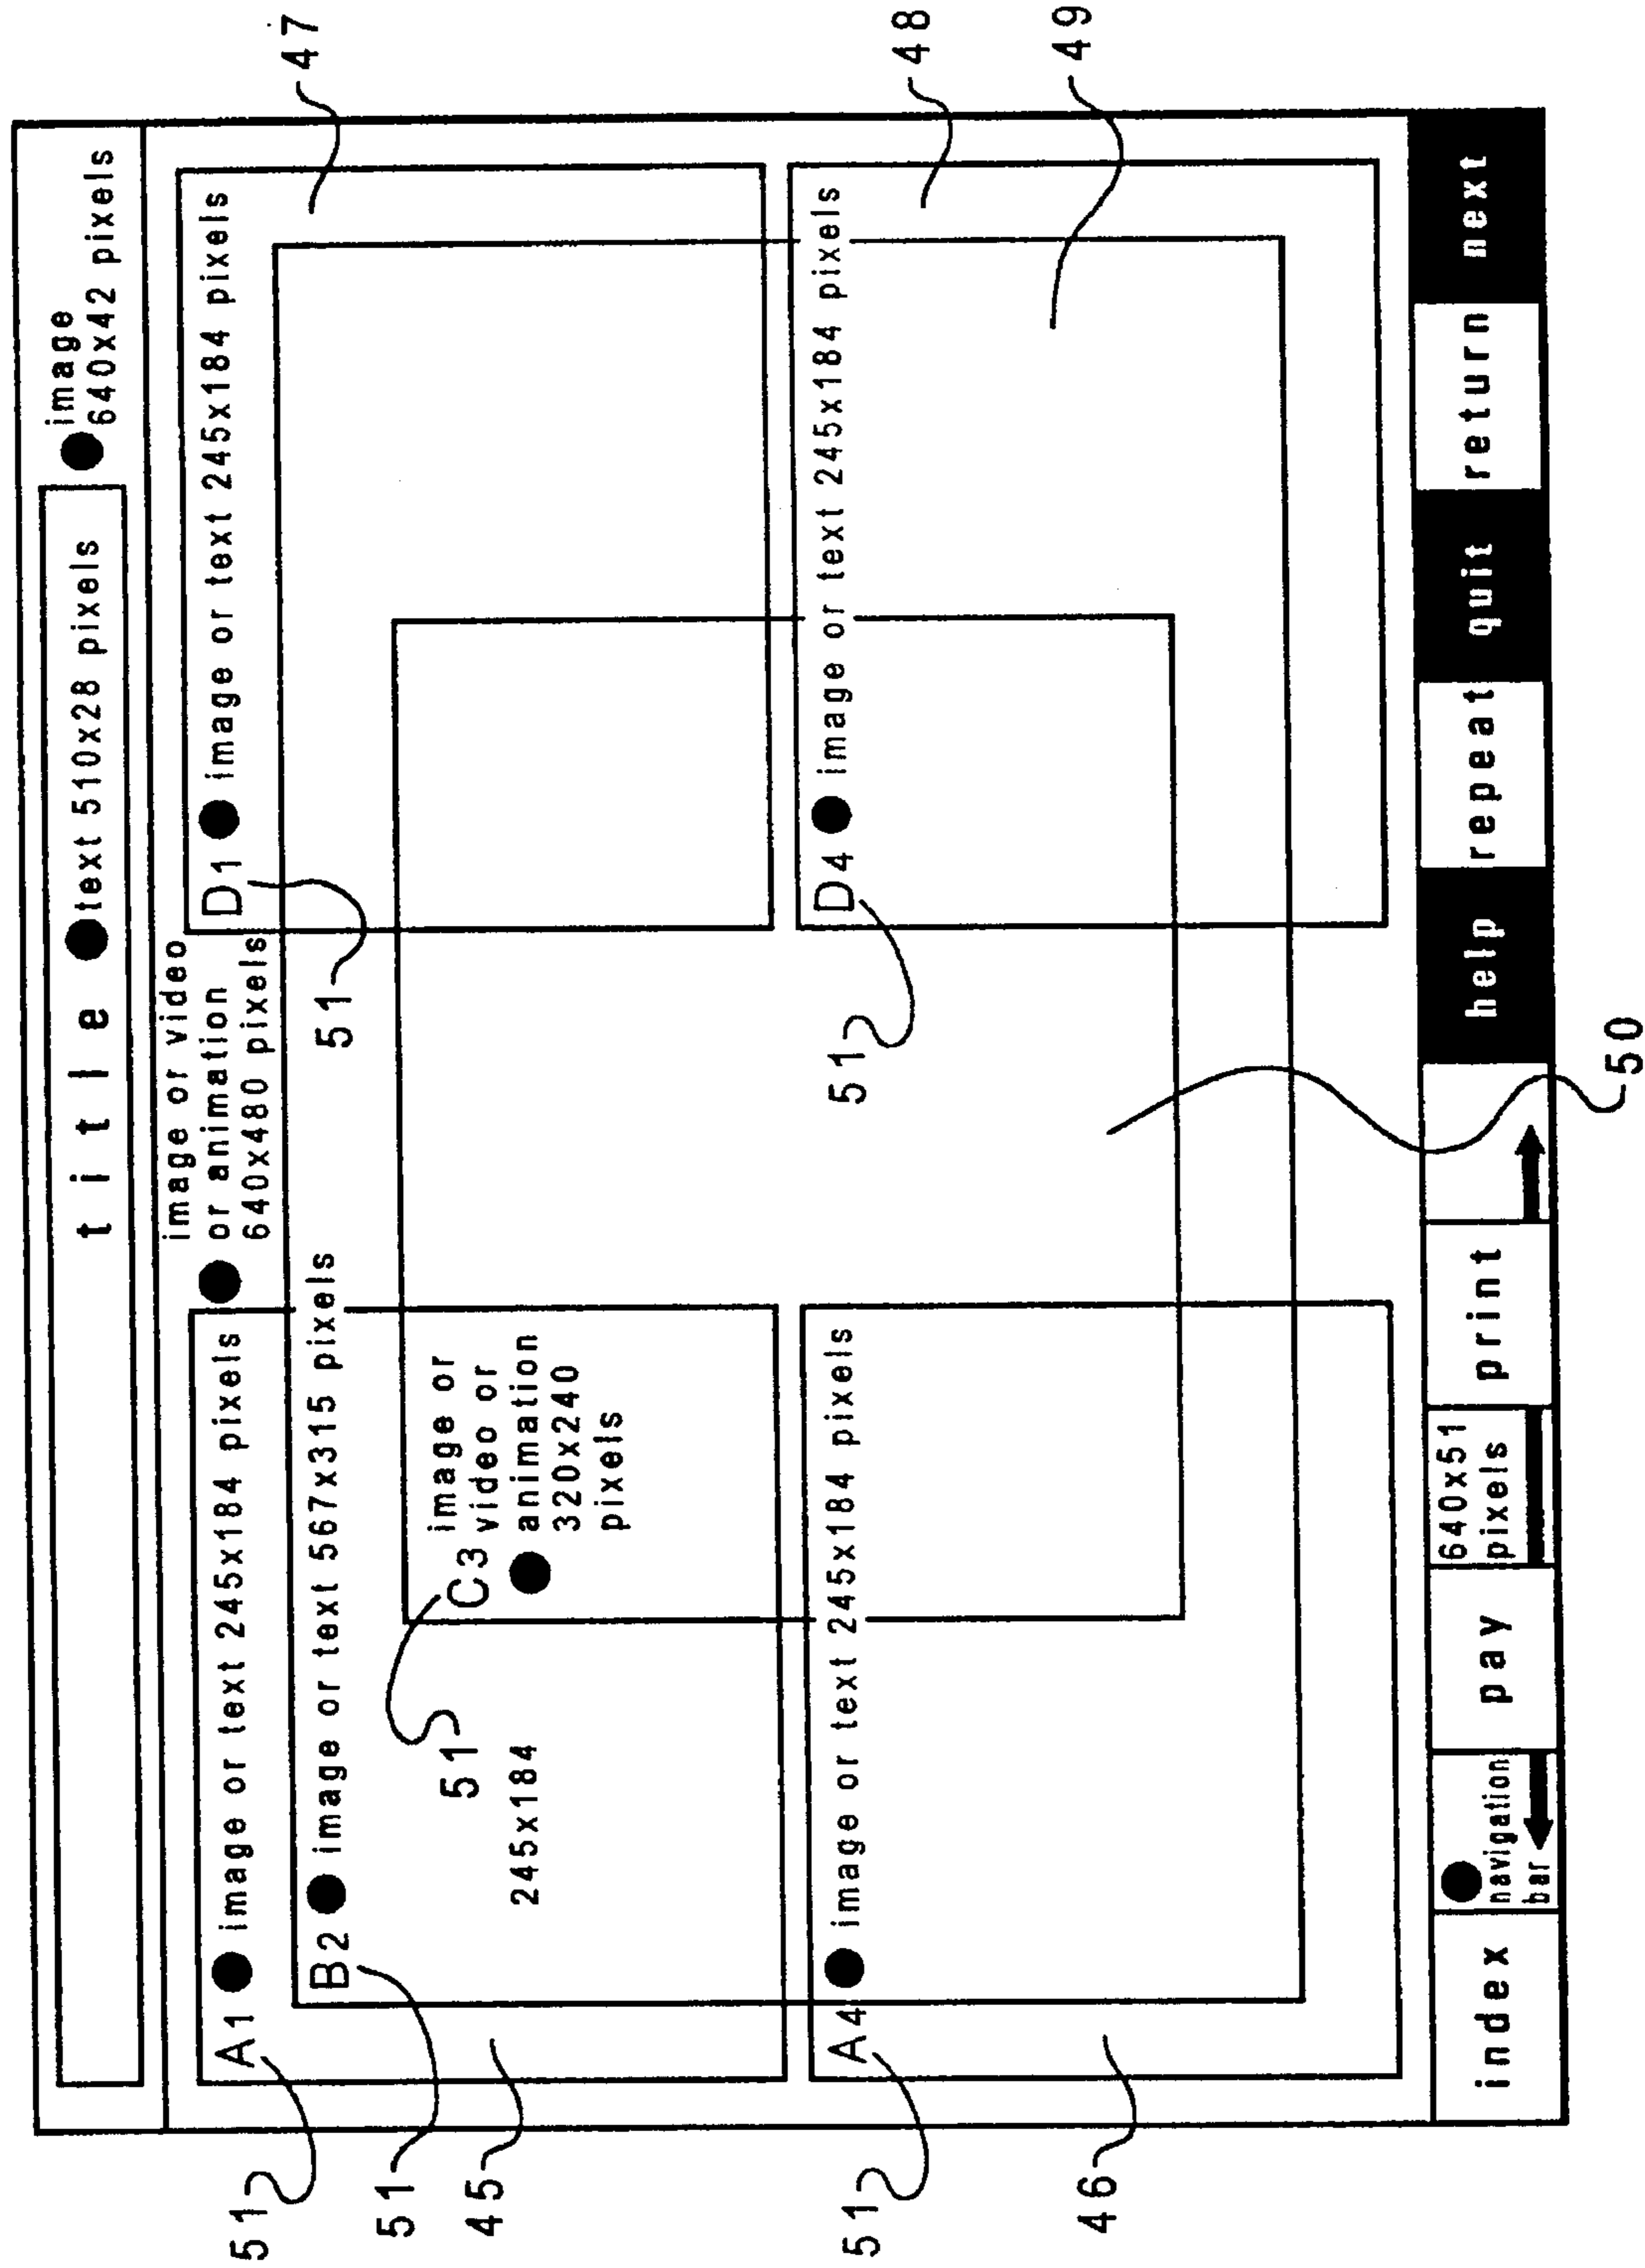 title ● text 510x28 pixels
● image
640x42 pixels
47
A1 ● image or text 245x184 pixels
image or video
● or animation
640x480 pixels
D1 ● image or text 245x184 pixels
51
51
B2 ● image or text 567x315 pixels
51
45
51
C3 image or
video or
● animation
320x240
pixels
245x184
48
A4 ● image or text 245x184 pixels
D4 ● image or text 245x184 pixels
51
51
46
49
index
● navigation
bar
pay
640x51
pixels
print
help
repeat
quit
return
next
50